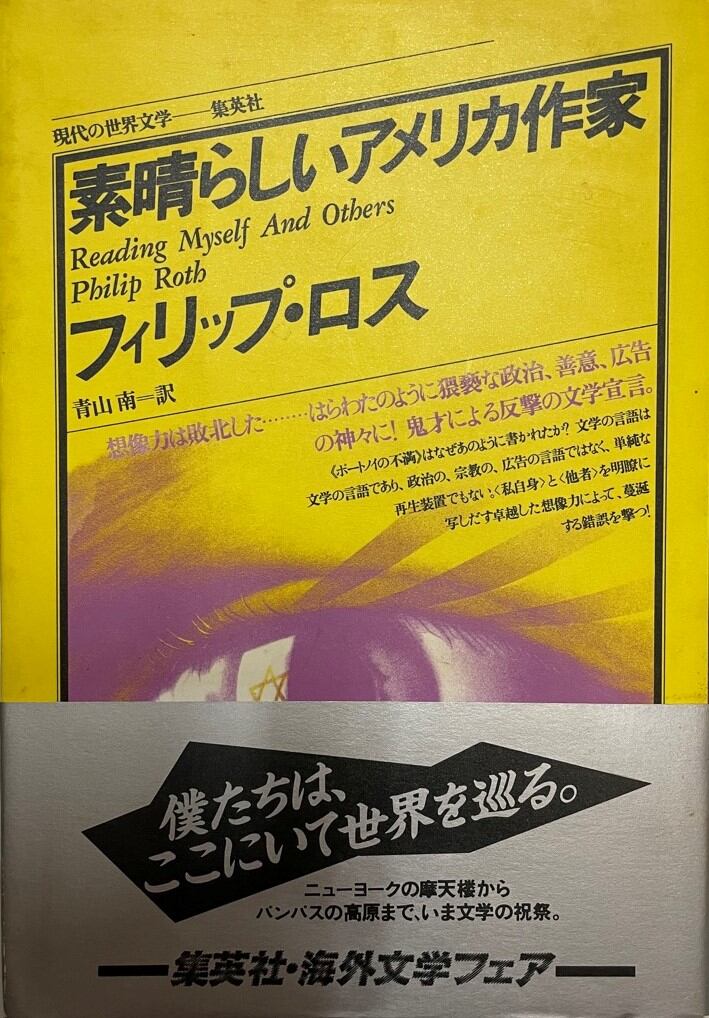 現代の世界文学——集英社
素晴らしいアメリカ作家
Reading Myself And Others
Philip Roth
フィリップ・ロス
青山 南＝訳
想像力は敗北した………はらわたのように猥褻な政治、善意、広告
の神々に！鬼才による反撃の文学宣言。
《ポートノイの不満》はなぜあのように書かれたか？ 文学の言語は
文学の言語であり、政治の、宗教の、広告の言語ではなく、単純な
再生装置でもない。〈私自身〉と〈他者〉を明瞭に
写しだす卓越した想像力によって、蔓延
する錯誤を撃つ！
僕たちは、
ここにいて世界を巡る。
ニューヨークの摩天楼から
パンパスの高原まで、いま文学の祝祭。
集英社・海外文学フェア